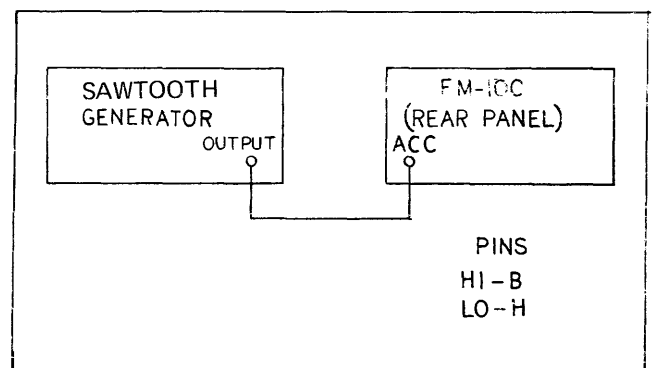 SAWTOOTH
GENERATOR
OUTPUT
FM-10C
(REAR PANEL)
ACC
PINS
HI-B
LO-H